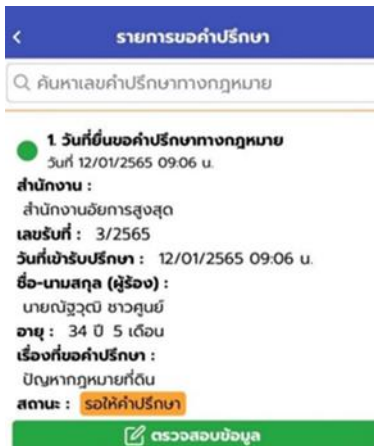 รายการขอคำปรึกษา
ค้นหาเลขคำปรึกษาทางกฎหมาย
1. วันที่ยื่นขอคำปรึกษาทางกฎหมาย
วันที่ 12/01/2565 09:06 น.
สำนักงาน :
สำนักงานอัยการสูงสุด
เลขรับที่ : 3/2565
วันที่เข้ารับปรึกษา : 12/01/2565 09:06 น.
ชื่อ-นามสกุล (ผู้ร้อง) :
นายณัฐวุฒิ ชาวศูนย์
อายุ : 34 ปี 5 เดือน
เรื่องที่ขอคำปรึกษา :
ปัญหากฎหมายที่ดิน
สถานะ : รอให้คำปรึกษา
ตรวจสอบข้อมูล